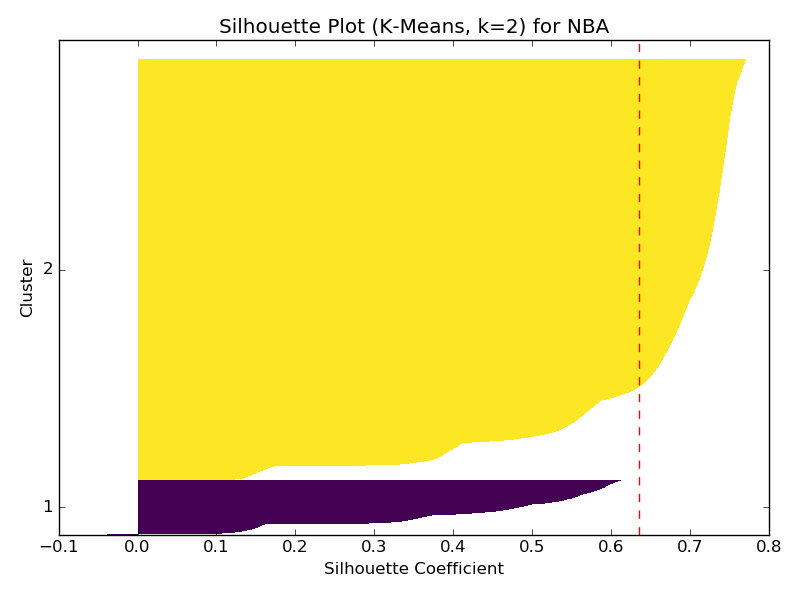 Silhouette Plot (K-Means, k=2) for NBA
Cluster
2
1
−0.1 0.0 0.1 0.2 0.3 0.4 0.5 0.6 0.7 0.8
Silhouette Coefficient